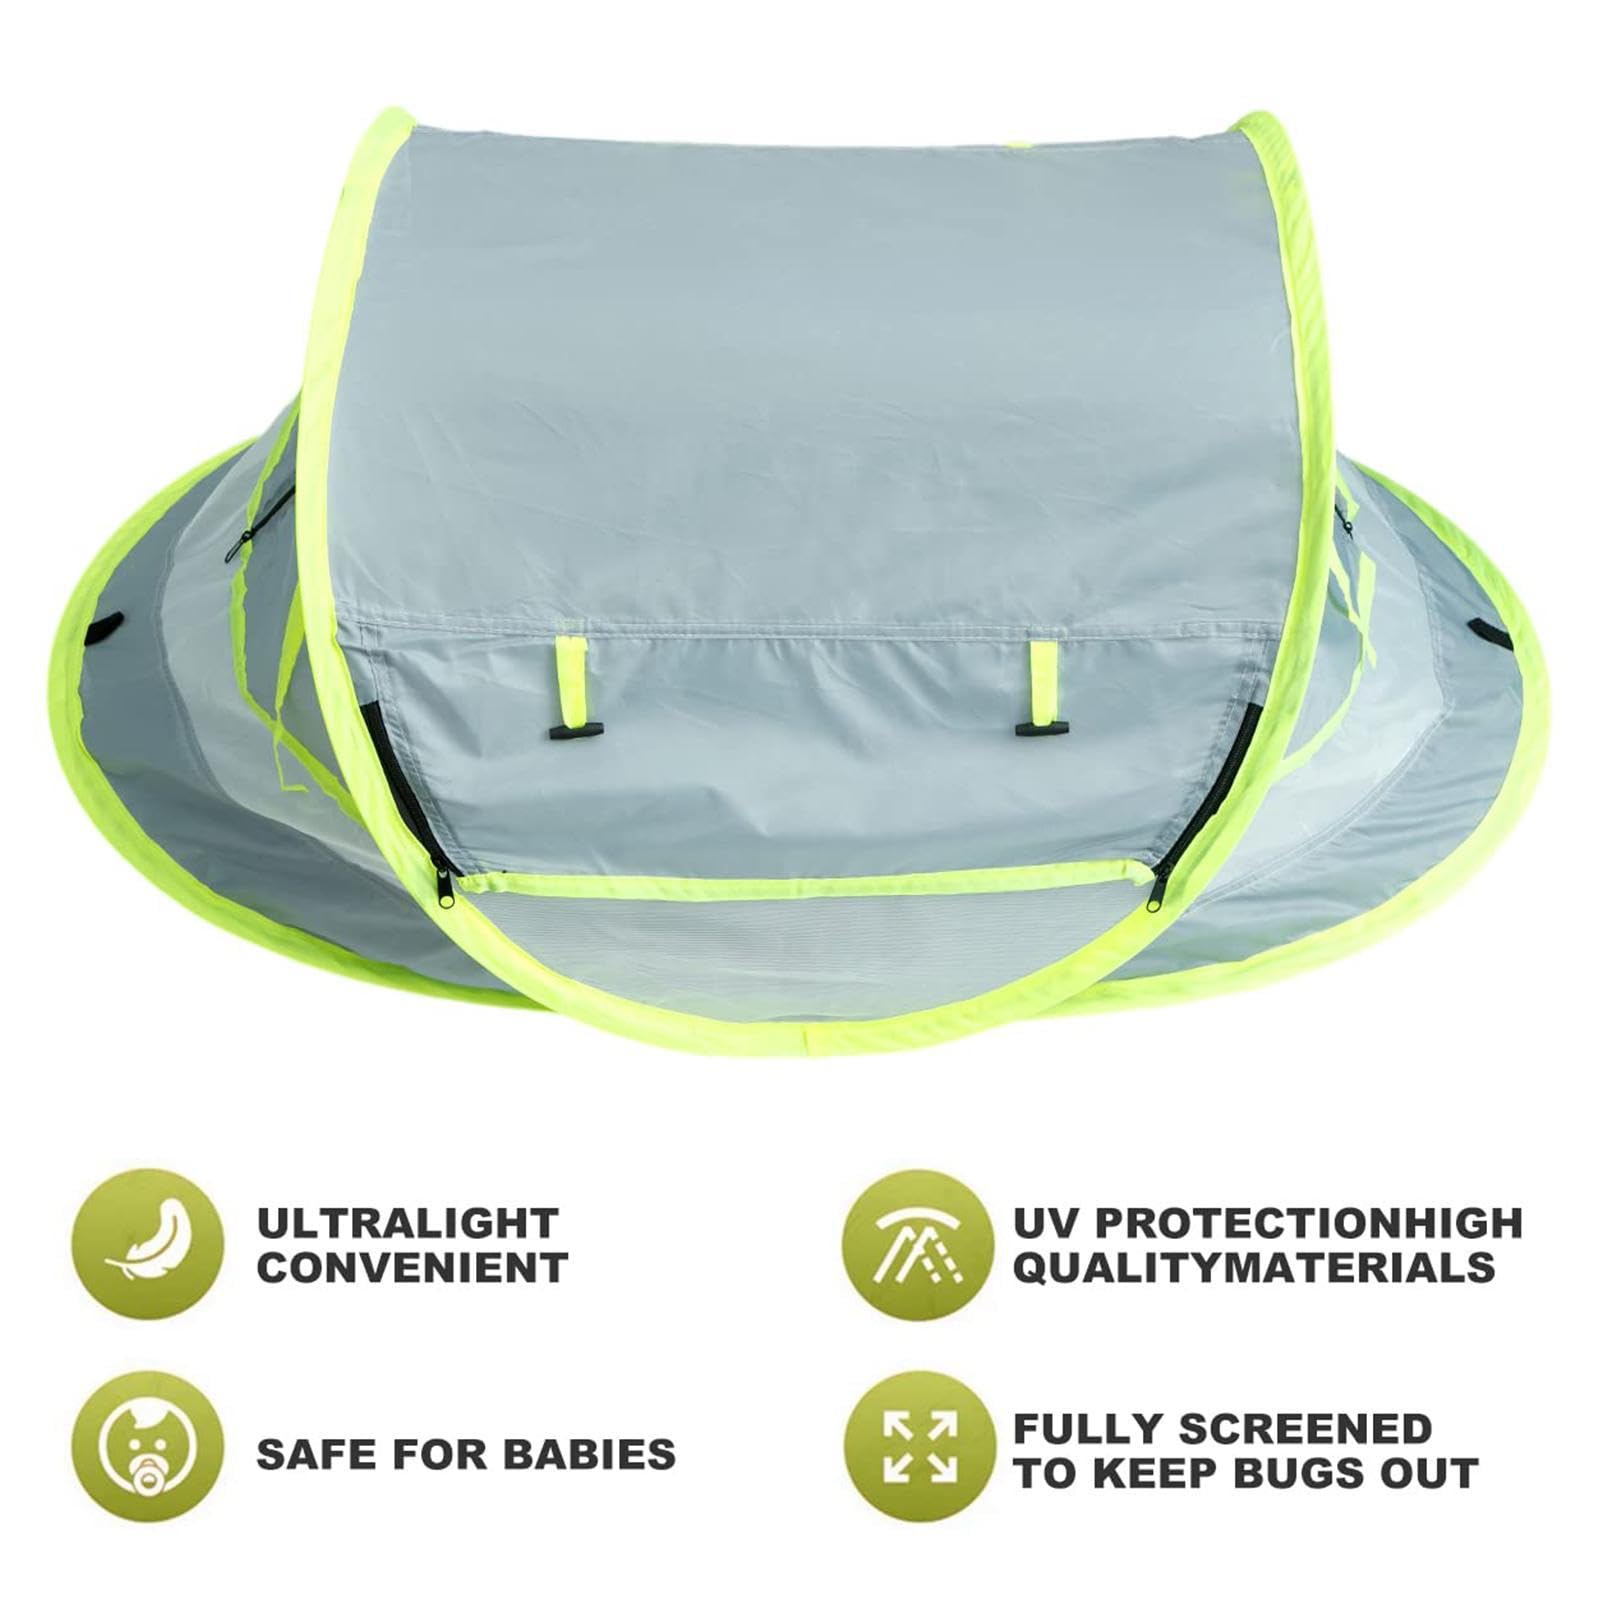 ULTRALIGHT
CONVENIENT
UV PROTECTIONHIGH
QUALITYMATERIALS
SAFE FOR BABIES
FULLY SCREENED
TO KEEP BUGS OUT